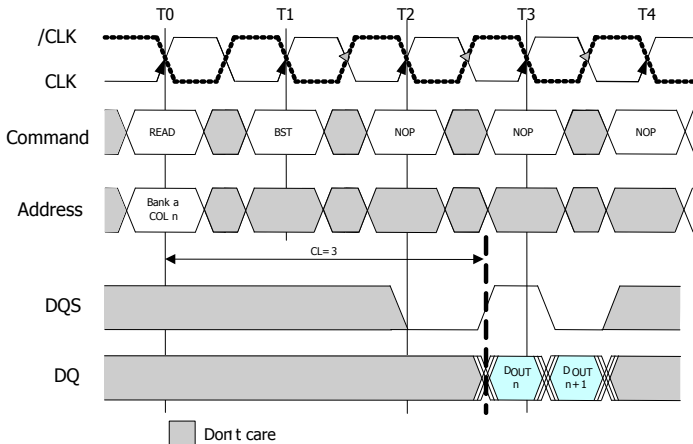 T0 T1 T2 T3 T4
/CLK
CLK
Command READ BST NOP NOP NOP
Address Bank a
COL n
CL= 3
DQS
DQ DOUT
n DOUT
n+1
Don't care